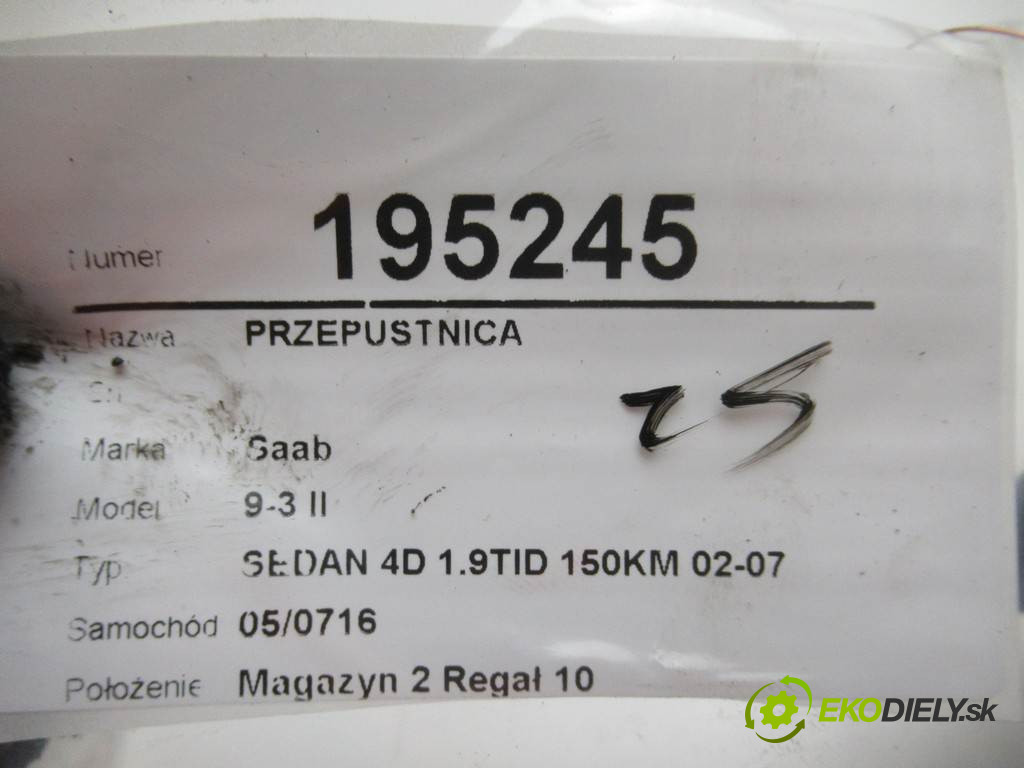 Numer 195245
Nazwa PRZEPUSTNICA
25
Marka Saab
Model 9-3 II
Typ SEDAN 4D 1.9TID 150KM 02-07
Samochód 05/0716
Położenie Magazyn 2 Regał 10
EKODIELY.sk